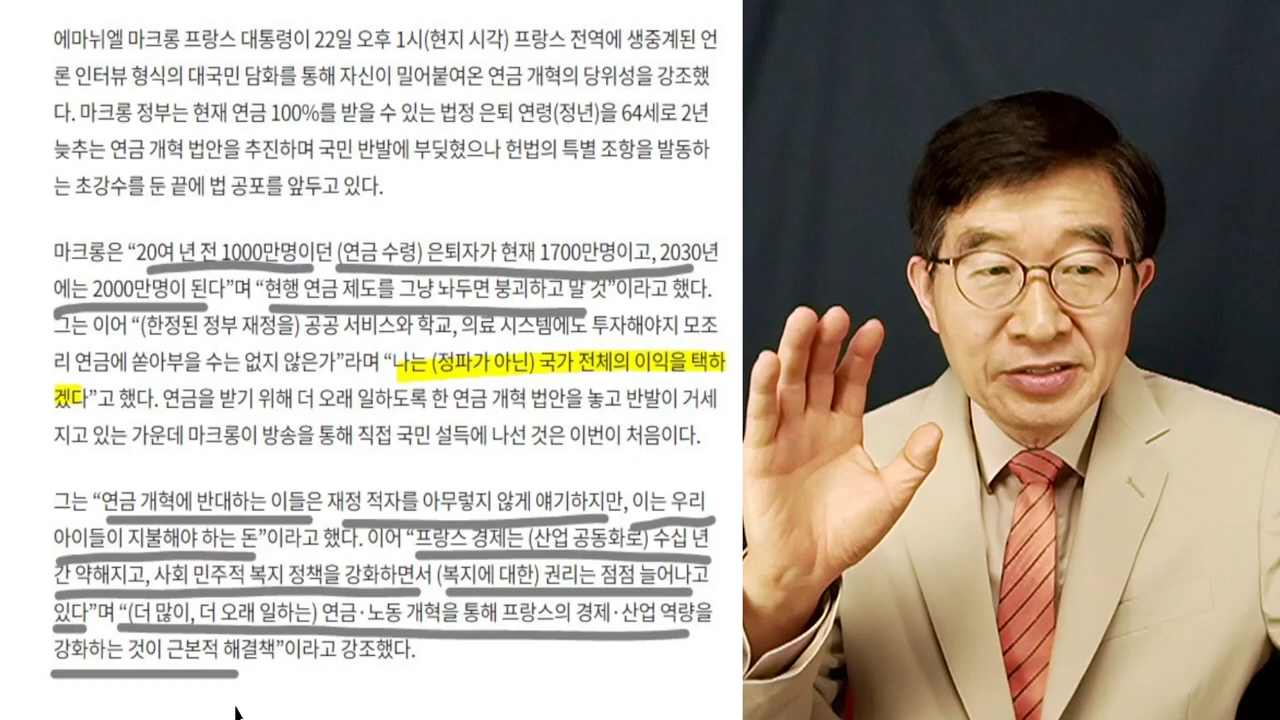 에마뉘엘 마크롱 프랑스 대통령이 22일 오후 1시(현지 시각) 프랑스 전역에 생중계된 언
론 인터뷰 형식의 대국민 담화를 통해 자신이 밀어붙여온 연금 개혁의 당위성을 강조했
다. 마크롱 정부는 현재 연금 100%를 받을 수 있는 법정 은퇴 연령(정년)을 64세로 2년
늦추는 연금 개혁 법안을 추진하며 국민 반발에 부딪혔으나 헌법의 특별 조항을 발동하
는 초강수를 둔 끝에 법 공포를 앞두고 있다.
마크롱은 “20여 년 전 1000만명이던 (연금 수령) 은퇴자가 현재 1700만명이고, 2030년
에는 2000만명이 된다”며 “현행 연금 제도를 그냥 놔두면 붕괴하고 말 것”이라고 했다.
그는 이어 “(한정된 정부 재정을) 공공 서비스와 학교, 의료 시스템에도 투자해야지 모조
리 연금에 쏟아부을 수는 없지 않은가”라며 “나는 (정파가 아닌) 국가 전체의 이익을 택하
겠다”고 했다. 연금을 받기 위해 더 오래 일하도록 한 연금 개혁 법안을 놓고 반발이 거세
지고 있는 가운데 마크롱이 방송을 통해 직접 국민 설득에 나선 것은 이번이 처음이다.
그는 “연금 개혁에 반대하는 이들은 재정 적자를 아무렇지 않게 얘기하지만, 이는 우리
아이들이 지불해야 하는 돈”이라고 했다. 이어 “프랑스 경제는 (산업 공동화로) 수십 년
간 약해지고, 사회 민주적 복지 정책을 강화하면서 (복지에 대한) 권리는 점점 늘어나고
있다”며 “(더 많이, 더 오래 일하는) 연금·노동 개혁을 통해 프랑스의 경제·산업 역량을
강화하는 것이 근본적 해결책”이라고 강조했다.